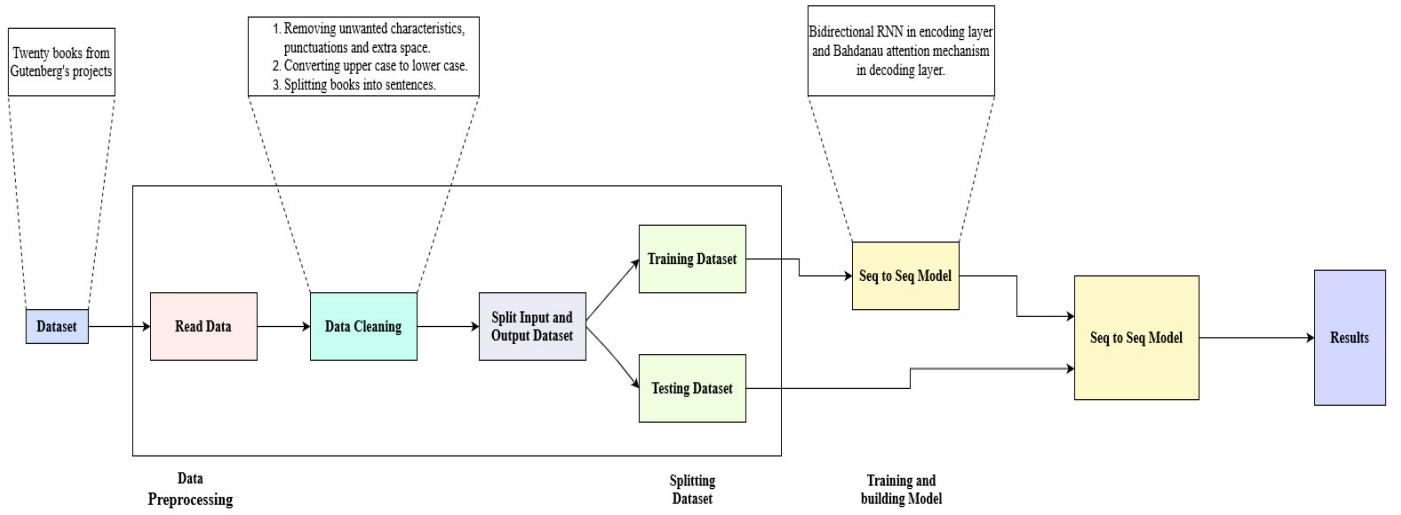 Twenty books from
Gutenberg's projects
1. Removing unwanted characteristics,
punctuations and extra space.
2. Converting upper case to lower case.
3. Splitting books into sentences.
Bidirectional RNN in encoding layer
and Bahdanau attention mechanism
in decoding layer.
Dataset
Read Data
Data Cleaning
Split Input and
Output Dataset
Training Dataset
Testing Dataset
Seq to Seq Model
Seq to Seq Model
Results
Data
Preprocessing
Splitting
Dataset
Training and
building Model